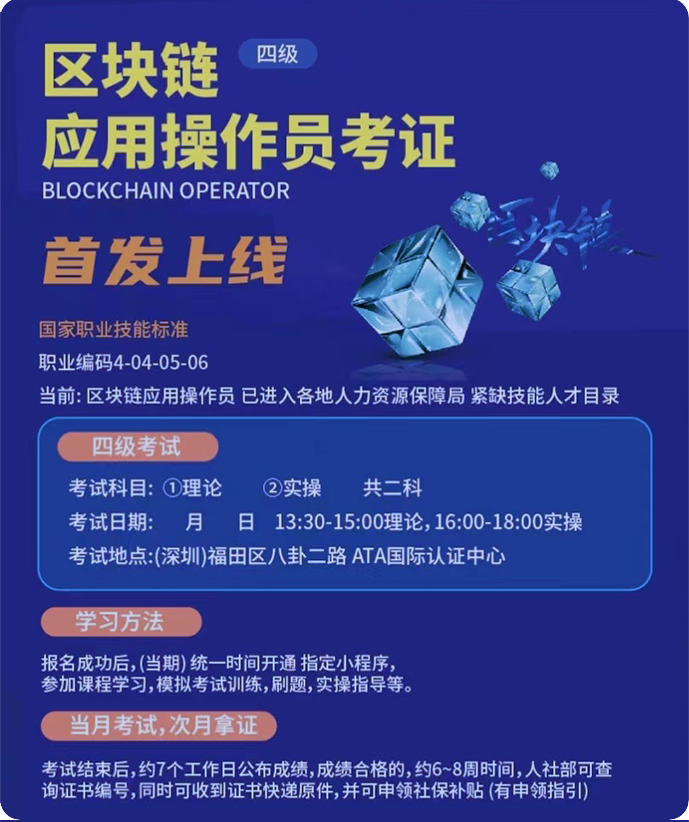 区块链 四级
应用操作员考证
BLOCKCHAIN OPERATOR
区块链
首发上线
国家职业技能标准
职业编码4-04-05-06
当前: 区块链应用操作员 已进入各地人力资源保障局 紧缺技能人才目录
四级考试
考试科目: ①理论 ②实操 共二科
考试日期: 月 日 13:30-15:00理论, 16:00-18:00实操
考试地点:(深圳)福田区八卦二路 ATA国际认证中心
学习方法
报名成功后, (当期) 统一时间开通 指定小程序,
参加课程学习, 模拟考试训练, 刷题, 实操指导等。
当月考试, 次月拿证
考试结束后, 约7个工作日公布成绩, 成绩合格的, 约6~8周时间, 人社部可查
询证书编号, 同时可收到证书快递原件, 并可申领社保补贴 (有申领指引)